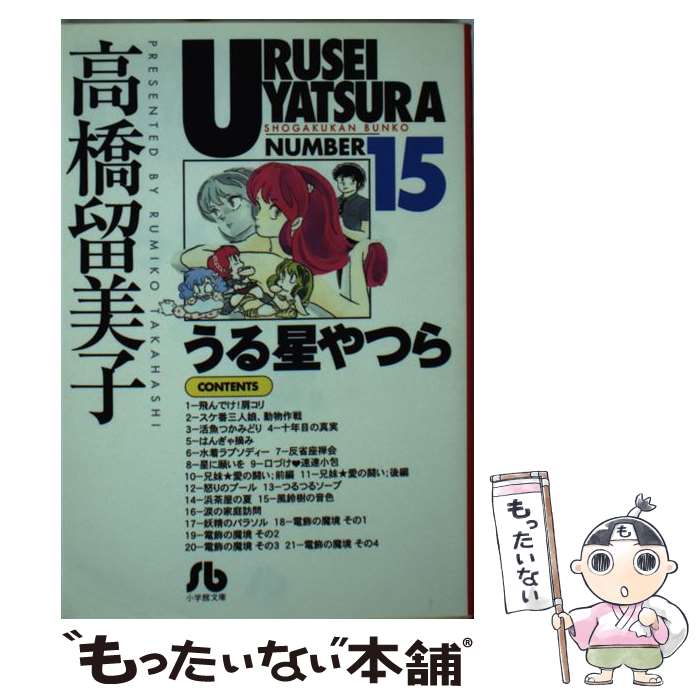 高橋留美子
PRESENTED BY RUMIKO TAKAHASHI
URUSEI
YATSURA
SHOGAKUKAN BUNKO
NUMBER 15
うる星やつら
CONTENTS
1−飛んでけ!肩コリ
2−スケ番三人娘、動物作戦
3−活魚つかみどり 4−十年目の真実
5−はんぎゃ摘み
6−水着ラプソディー 7−反省座禅会
8−星に願いを 9−口づけ♥速達小包
10−兄妹★愛の闘い;前編 11−兄妹★愛の闘い;後編
12−怒りのプール 13−つるつるソープ
14−浜茶屋の夏 15−風鈴樹の音色
16−涙の家庭訪問
17−妖精のパラソル 18−電飾の魔境 その1
19−電飾の魔境 その2
20−電飾の魔境 その3 21−電飾の魔境 その4
小学館文庫
もったいない
“もったいない”本舗®